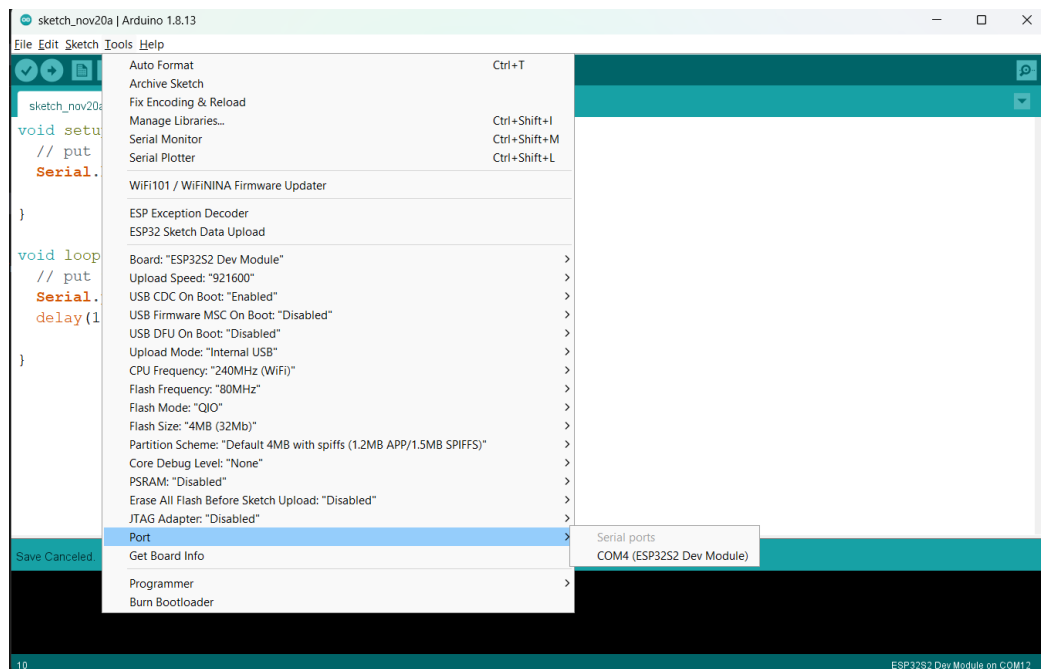 sketch_nov20a | Arduino 1.8.13
File Edit Sketch Tools Help
sketch_nov20a
void setu
// put
Serial.
}
void loop
// put
Serial.
delay(1
}
Auto Format Ctrl+T
Archive Sketch
Fix Encoding & Reload
Manage Libraries... Ctrl+Shift+I
Serial Monitor Ctrl+Shift+M
Serial Plotter Ctrl+Shift+L
WiFi101 / WiFiNINA Firmware Updater
ESP Exception Decoder
ESP32 Sketch Data Upload
Board: "ESP32S2 Dev Module"
Upload Speed: "921600"
USB CDC On Boot: "Enabled"
USB Firmware MSC On Boot: "Disabled"
USB DFU On Boot: "Disabled"
Upload Mode: "Internal USB"
CPU Frequency: "240MHz (WiFi)"
Flash Frequency: "80MHz"
Flash Mode: "QIO"
Flash Size: "4MB (32Mb)"
Partition Scheme: "Default 4MB with spiffs (1.2MB APP/1.5MB SPIFFS)"
Core Debug Level: "None"
PSRAM: "Disabled"
Erase All Flash Before Sketch Upload: "Disabled"
JTAG Adapter: "Disabled"
Port
Get Board Info
Programmer
Burn Bootloader
Serial ports
COM4 (ESP32S2 Dev Module)
Save Canceled.
10
ESP32S2 Dev Module on COM12